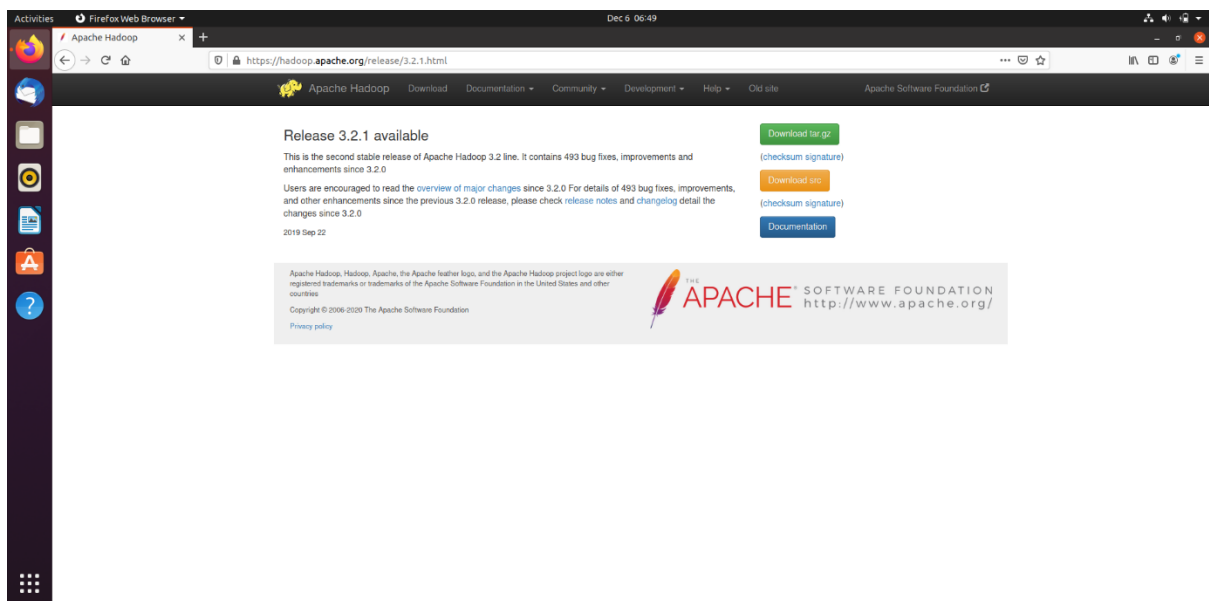 Activities Firefox Web Browser Dec 6 06:49
Apache Hadoop
https://hadoop.apache.org/release/3.2.1.html
Apache Hadoop Download Documentation Community Development Help Old site Apache Software Foundation
Release 3.2.1 available
This is the second stable release of Apache Hadoop 3.2 line. It contains 493 bug fixes, improvements and
enhancements since 3.2.0
Users are encouraged to read the overview of major changes since 3.2.0 For details of 493 bug fixes, improvements,
and other enhancements since the previous 3.2.0 release, please check release notes and changelog detail the
changes since 3.2.0
2019 Sep 22
Download tar.gz
(checksum signature)
Download src
(checksum signature)
Documentation
Apache Hadoop, Hadoop, Apache, the Apache feather logo, and the Apache Hadoop project logo are either
registered trademarks or trademarks of the Apache Software Foundation in the United States and other
countries
Copyright © 2006-2020 The Apache Software Foundation
Privacy policy
THE
APACHE® SOFTWARE FOUNDATION
http://www.apache.org/